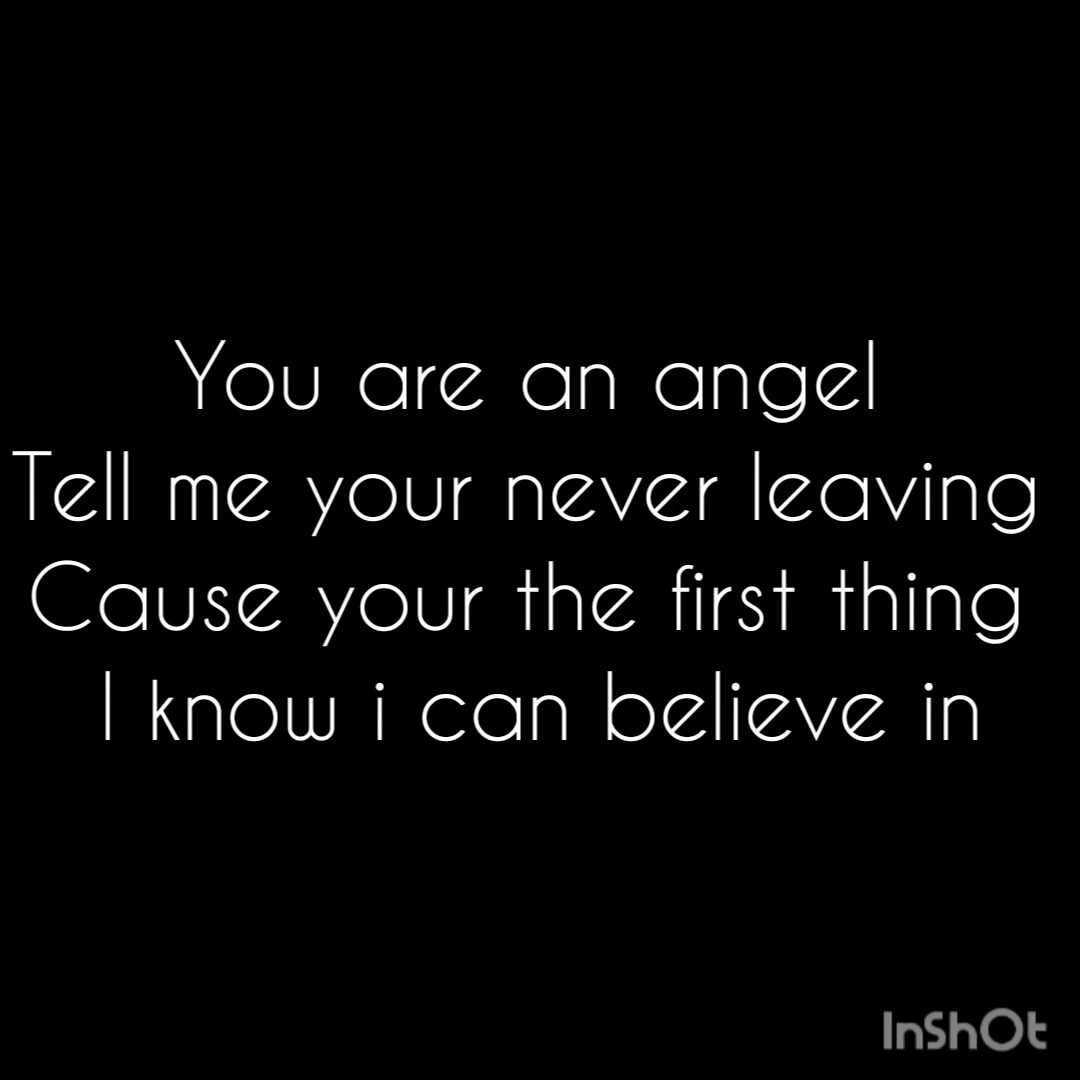 You are an angel
Tell me your never leaving
Cause your the first thing
I know i can believe in
InShOt